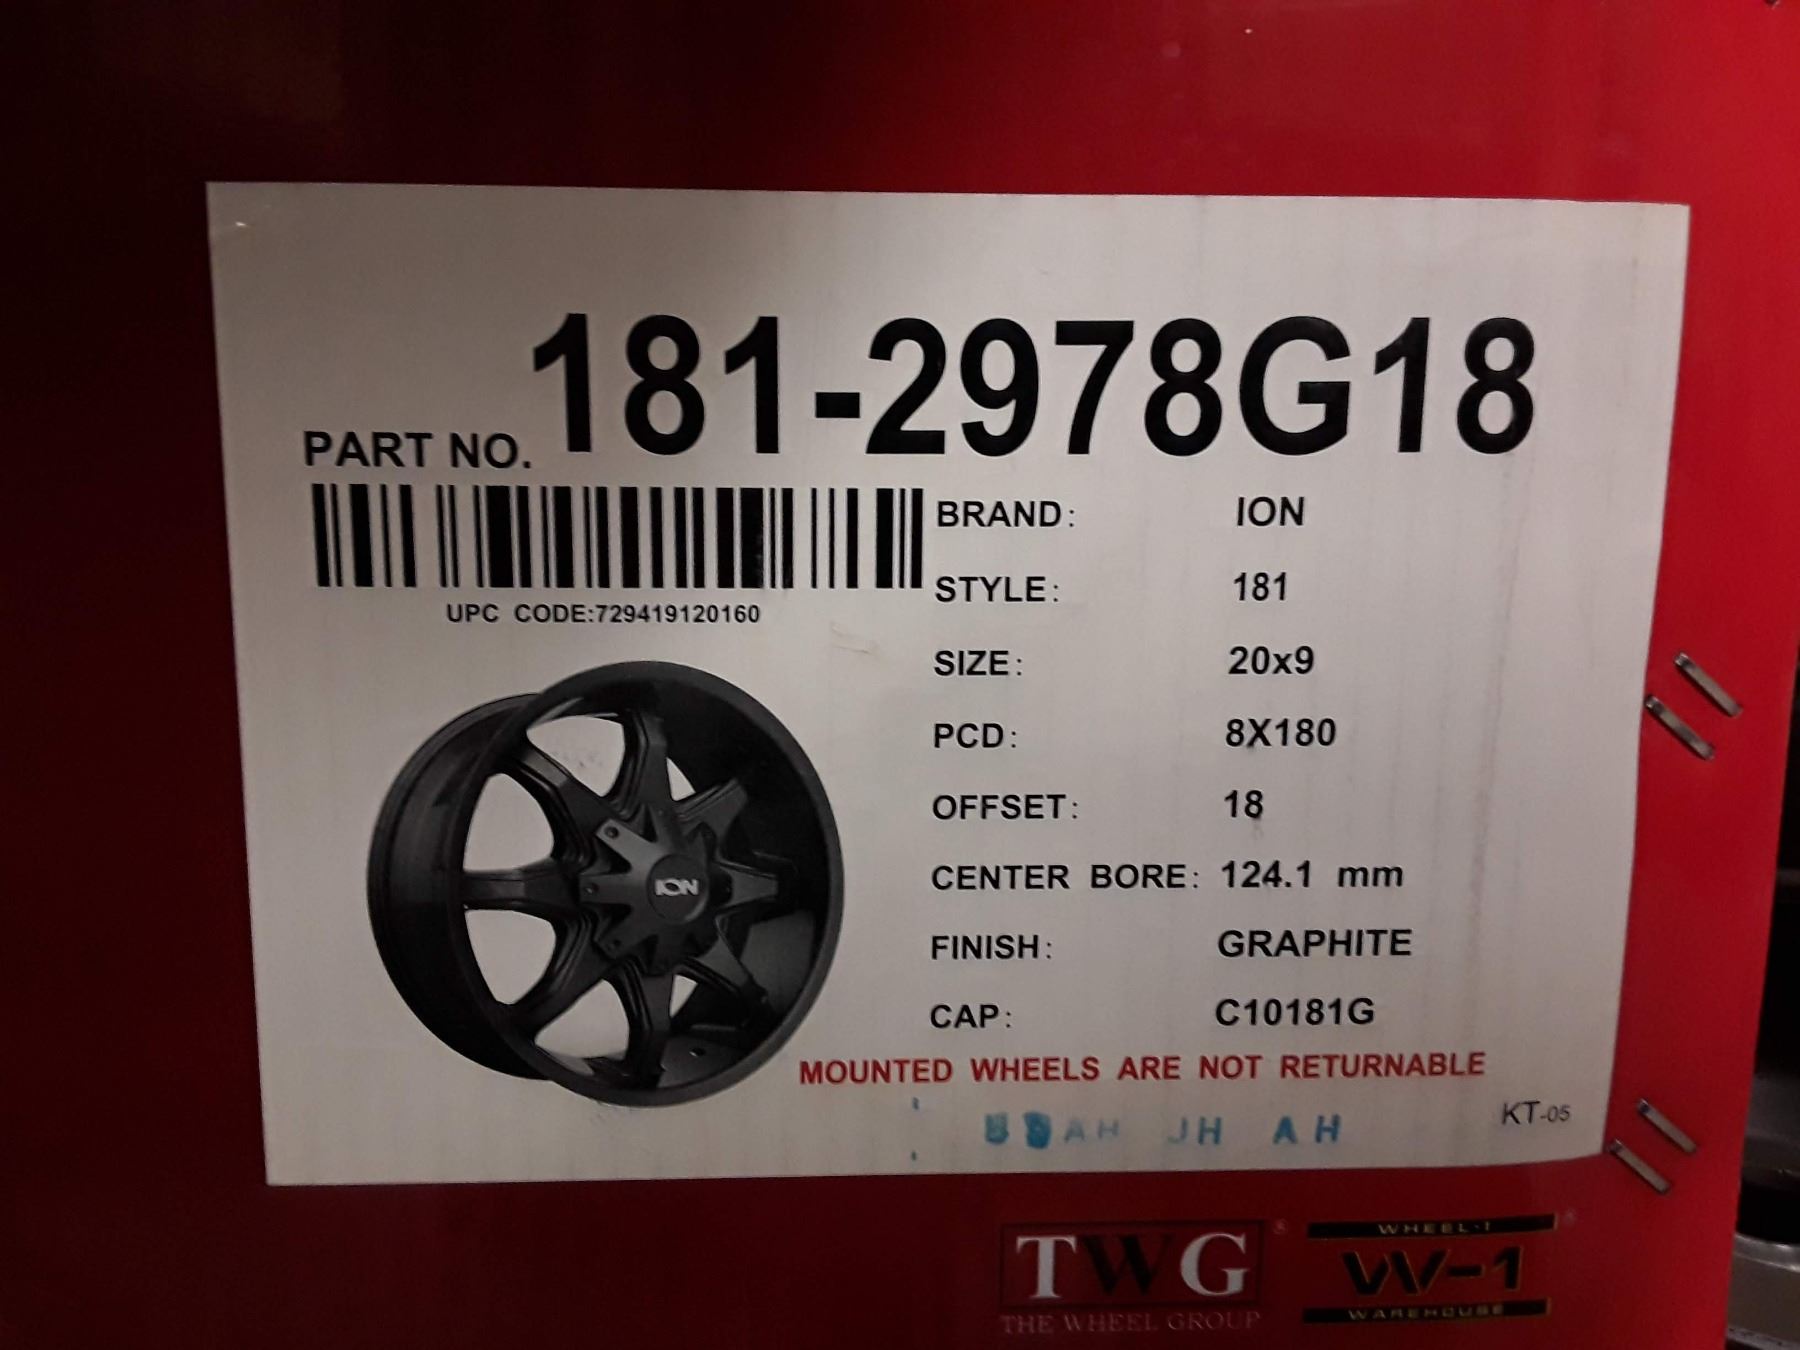 PART NO. 181-2978G18
UPC CODE:729419120160
BRAND: ION
STYLE: 181
SIZE: 20x9
PCD: 8X180
OFFSET: 18
CENTER BORE: 124.1 mm
FINISH: GRAPHITE
CAP: C10181G
ION
MOUNTED WHEELS ARE NOT RETURNABLE
AH JH AH
KT-05
TWG®
THE WHEEL GROUP
WHEEL-1
W-1
WAREHOUSE